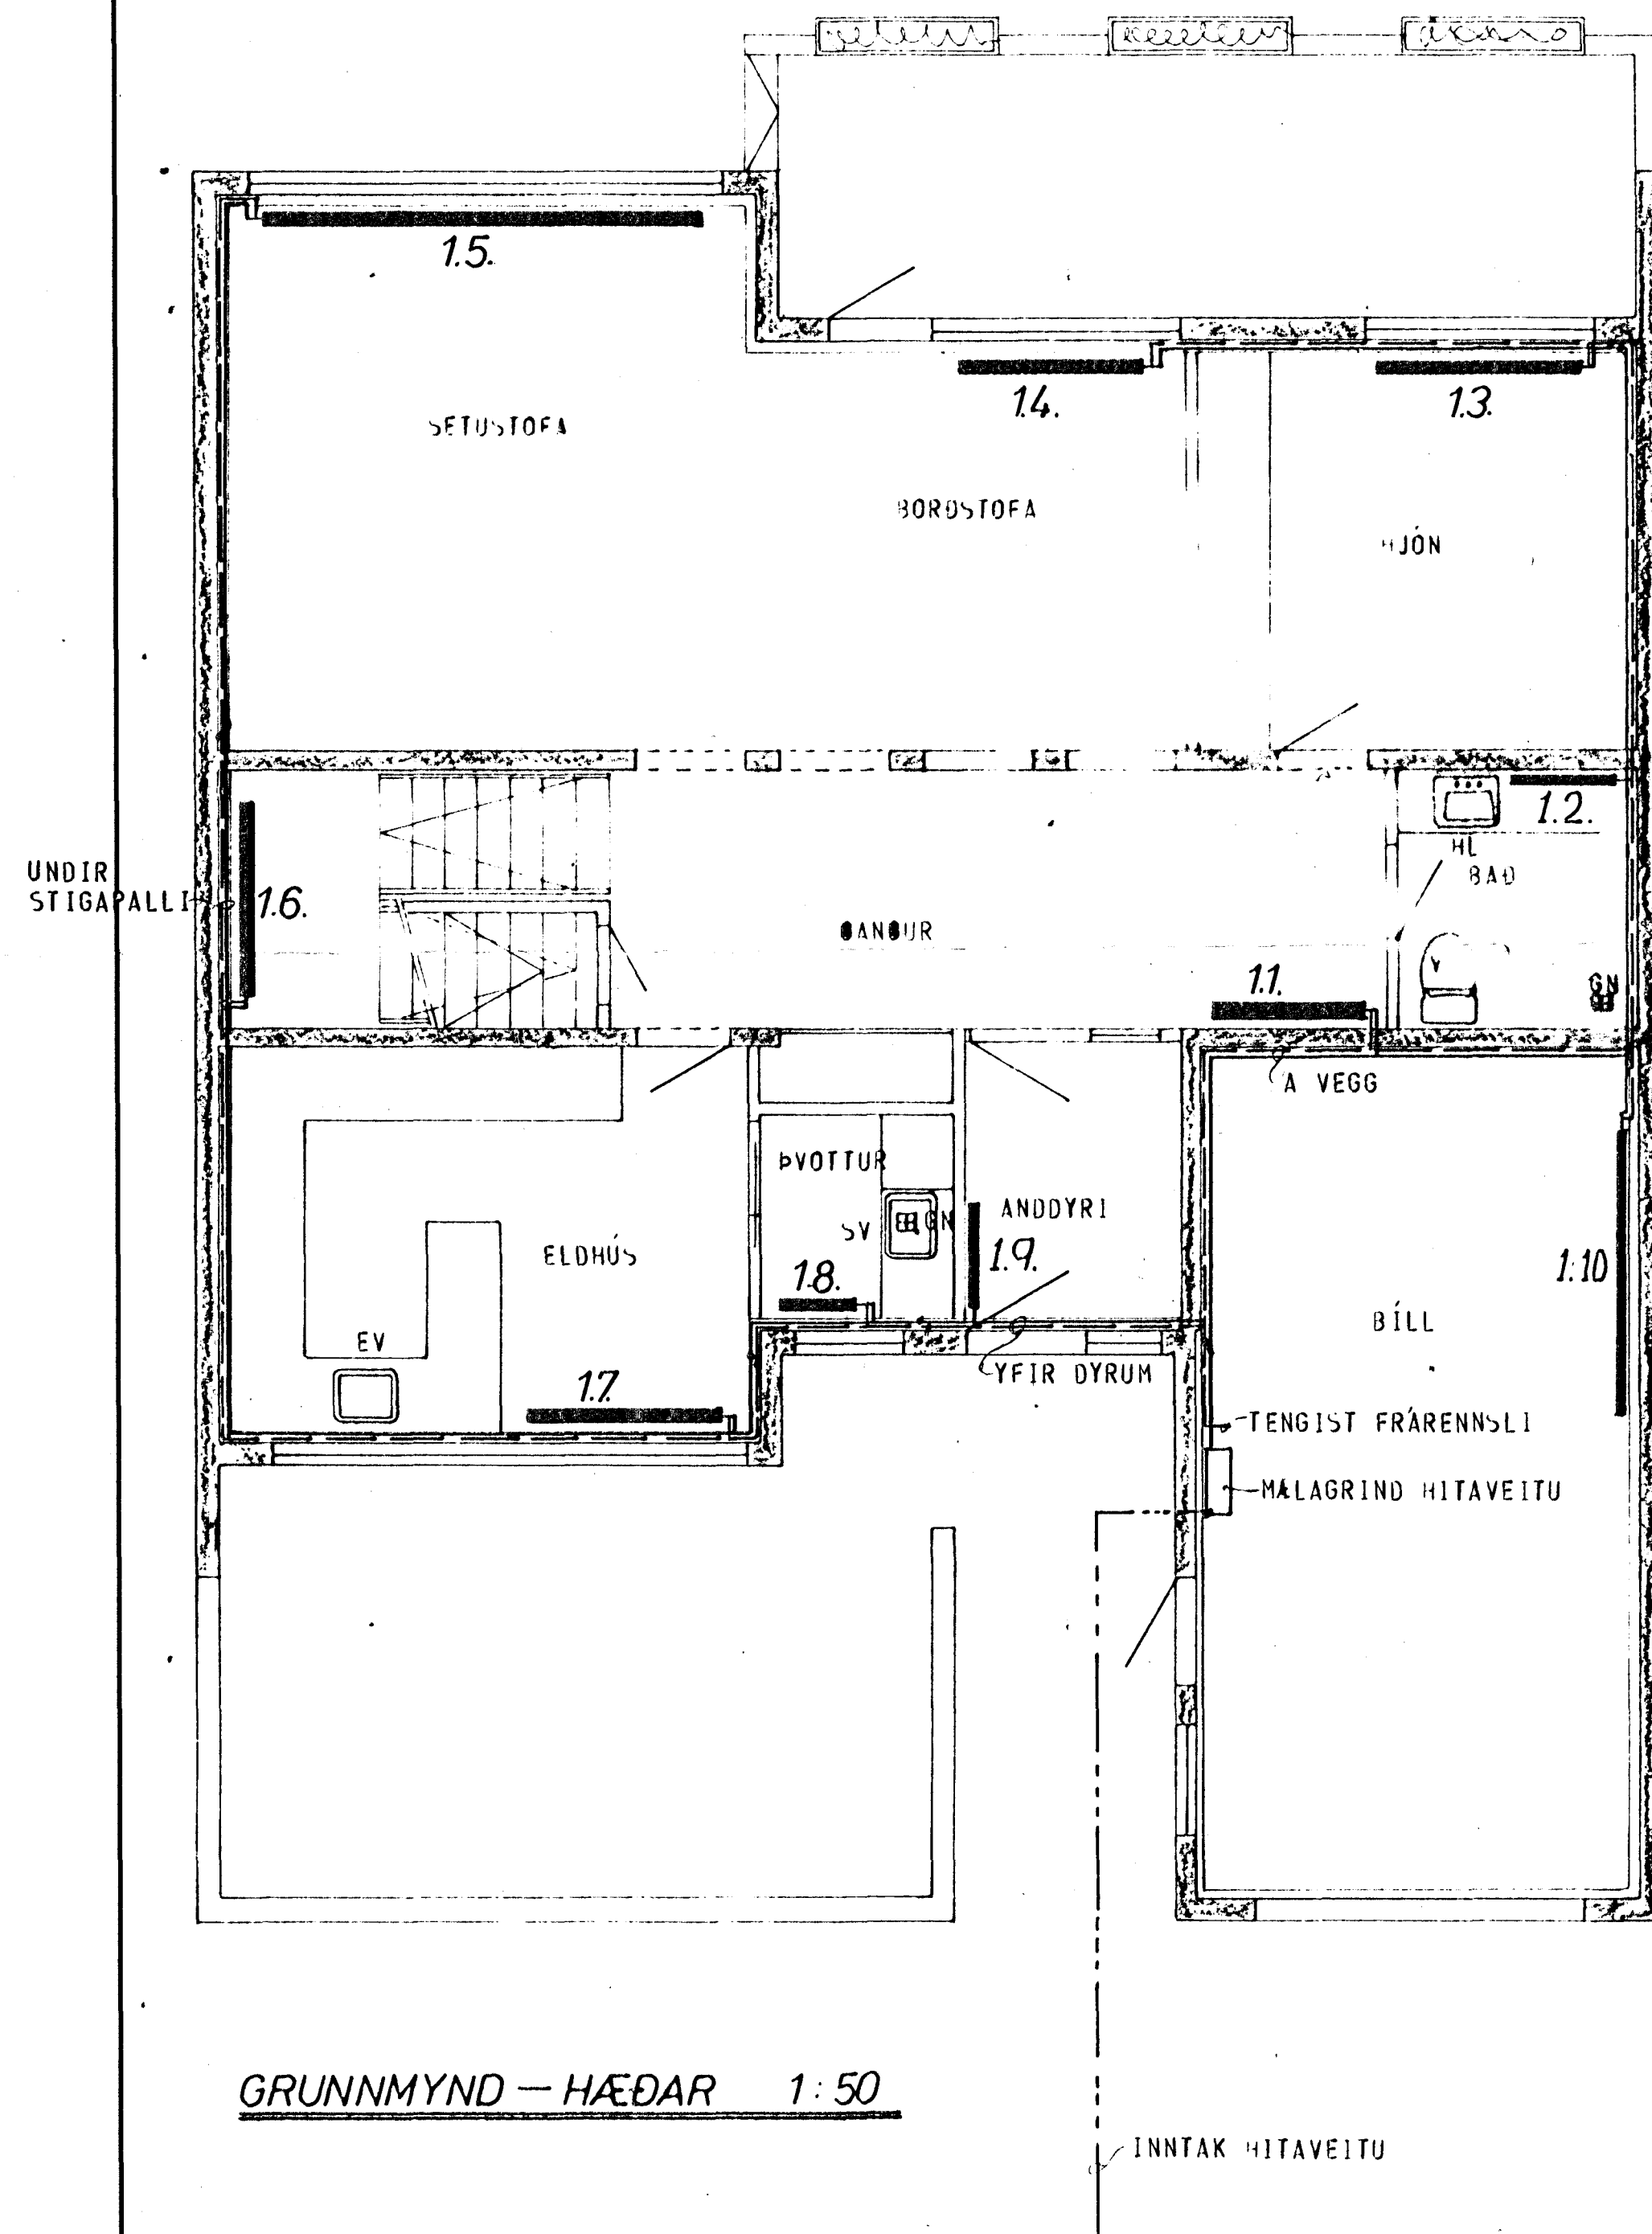 1.5.
1.4.
1.3.
SETUSTOFA
BORÐSTOFA
HJÓN
1.2.
HL
BAÐ
UNDIR
STIGAPALLI
1.6.
GANGUR
V
1.1.
GN
Á VEGG
ÞVOTTUR
ANDDYRI
SV
GN
ELDHÚS
1.9.
1.8.
1:10
BÍLL
EV
YFIR DYRUM
1.7.
TENGIST FRÁRENNSLI
MÆLAGRIND HITAVEITU
GRUNNMYND — HÆÐAR 1:50
INNTAK HITAVEITU